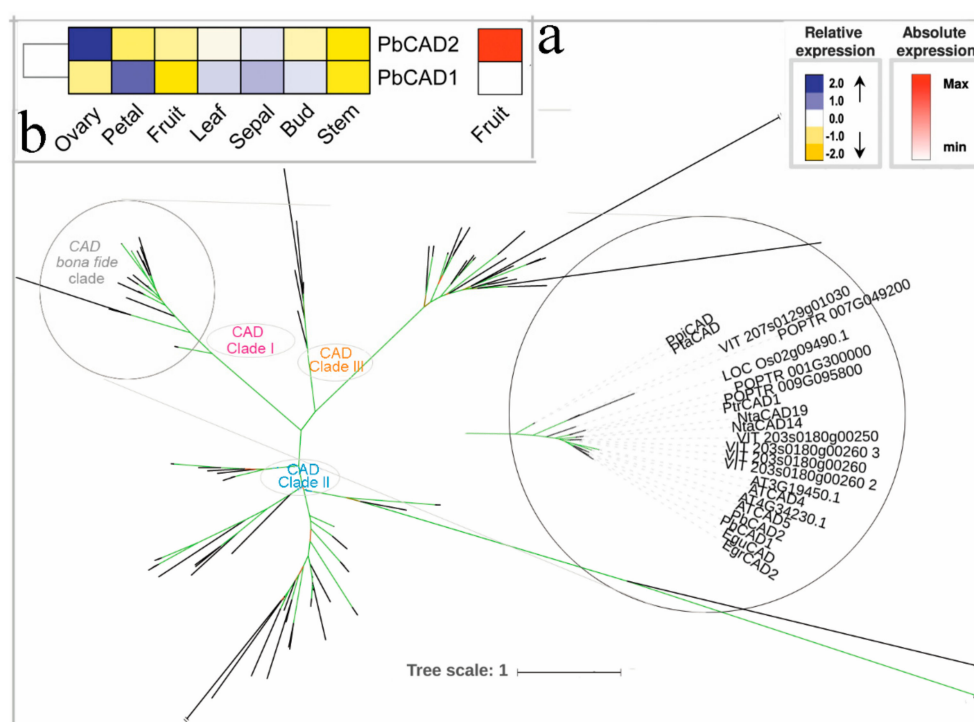 a
b
PbCAD2
PbCAD1
Ovary
Petal
Fruit
Leaf
Sepal
Bud
Stem
Fruit
Relative
expression
2.0
1.0
0.0
-1.0
-2.0
Absolute
expression
Max
min
CAD
bona fide
clade
CAD
Clade I
CAD
Clade III
CAD
Clade II
PpiCAD
PtaCAD
VIT 207s0129g01030
POPTR 007G049200
LOC Os02g09490.1
POPTR 001G300000
POPTR 009G095800
PtrCAD1
NtaCAD19
NtaCAD14
VIT 203s0180g00250
VIT 203s0180g00260 3
VIT 203s0180g00260
VIT 203s0180g00260 2
AT3G19450.1
ATCAD4
AT4G34230.1
ATCAD5
PbCAD2
PbCAD1
EguCAD
EgrCAD2
Tree scale: 1